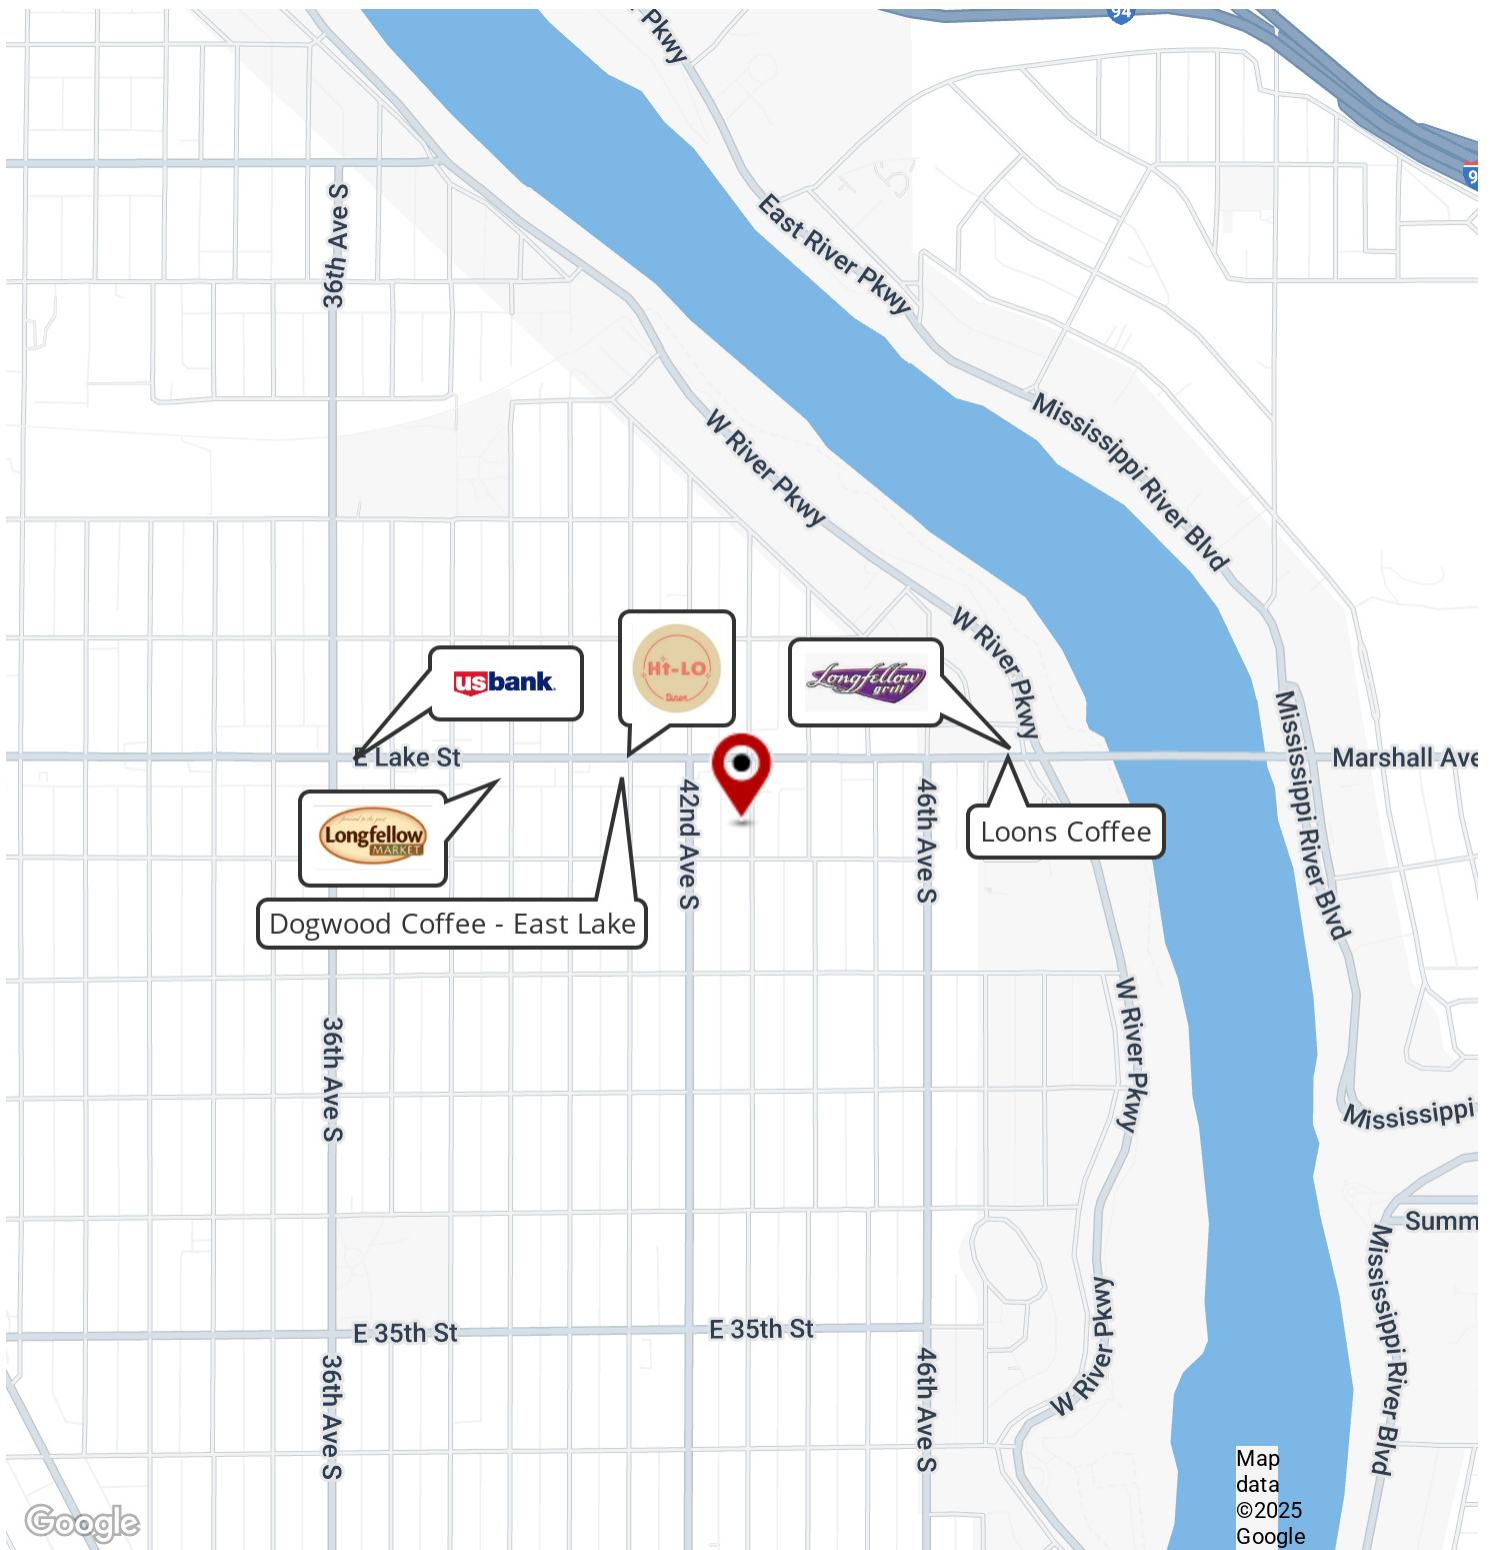 Pkwy
94
9
36th Ave S
East River Pkwy
Mississippi River Blvd
W River Pkwy
W River Pkwy
usbank.
Hi-LO
Diner
Longfellow
grill
E Lake St
Marshall Ave
Mississippi River Blvd
Longfellow
MARKET
42nd Ave S
46th Ave S
Loons Coffee
Dogwood Coffee - East Lake
W River Pkwy
36th Ave S
Mississippi
Summ
E 35th St
E 35th St
W River Pkwy
Mississippi River Blvd
36th Ave S
46th Ave S
Map
data
©2025
Google
Google